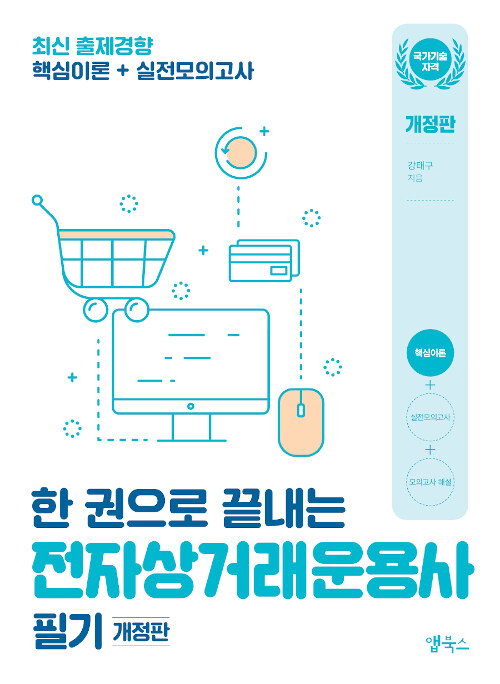 최신 출제경향
핵심이론 + 실전모의고사
국가기술
자격
개정판
강태구
지음
핵심이론
+
실전모의고사
+
모의고사 해설
한 권으로 끝내는
전자상거래운용사
필기 개정판
앱북스